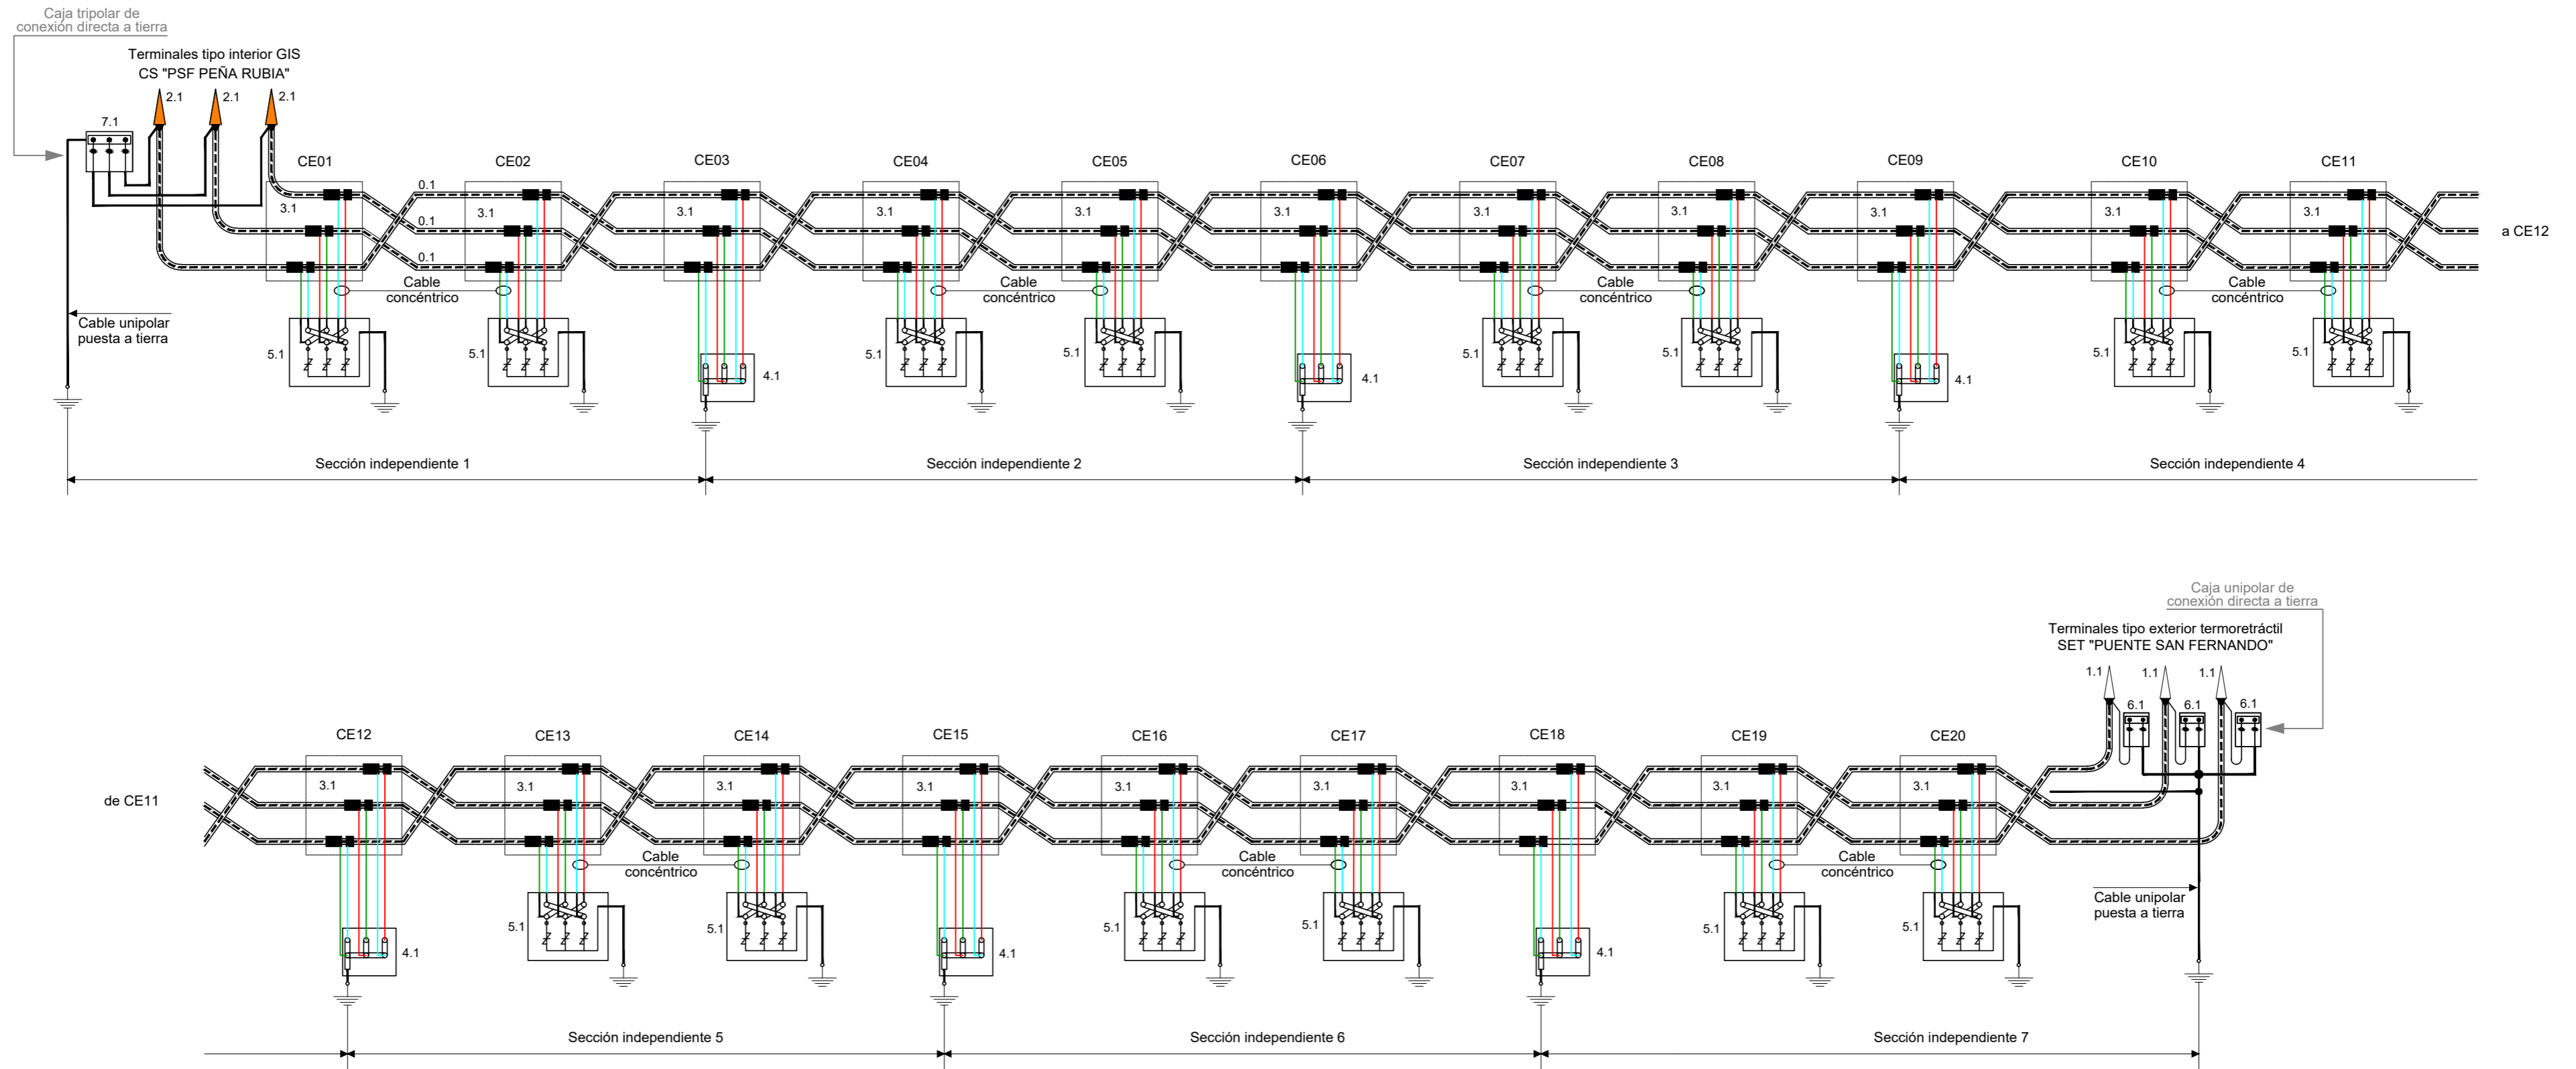 Caja tripolar de
conexión directa a tierra
Terminales tipo interior GIS
CS "PSF PEÑA RUBIA"
2.1
2.1
2.1
7.1
CE01
CE02
CE03
CE04
CE05
CE06
CE07
CE08
CE09
CE10
CE11
0.1
0.1
0.1
3.1
3.1
3.1
3.1
3.1
3.1
3.1
3.1
3.1
3.1
3.1
a CE12
Cable
concéntrico
Cable
concéntrico
Cable
concéntrico
Cable
concéntrico
Cable unipolar
puesta a tierra
5.1
5.1
4.1
5.1
5.1
4.1
5.1
5.1
4.1
5.1
5.1
Sección independiente 1
Sección independiente 2
Sección independiente 3
Sección independiente 4
Caja unipolar de
conexión directa a tierra
Terminales tipo exterior termoretráctil
SET "PUENTE SAN FERNANDO"
1.1
1.1
1.1
6.1
6.1
6.1
CE12
CE13
CE14
CE15
CE16
CE17
CE18
CE19
CE20
3.1
3.1
3.1
3.1
3.1
3.1
3.1
3.1
3.1
de CE11
Cable
concéntrico
Cable
concéntrico
Cable
concéntrico
Cable unipolar
puesta a tierra
4.1
5.1
5.1
4.1
5.1
5.1
4.1
5.1
5.1
Sección independiente 5
Sección independiente 6
Sección independiente 7